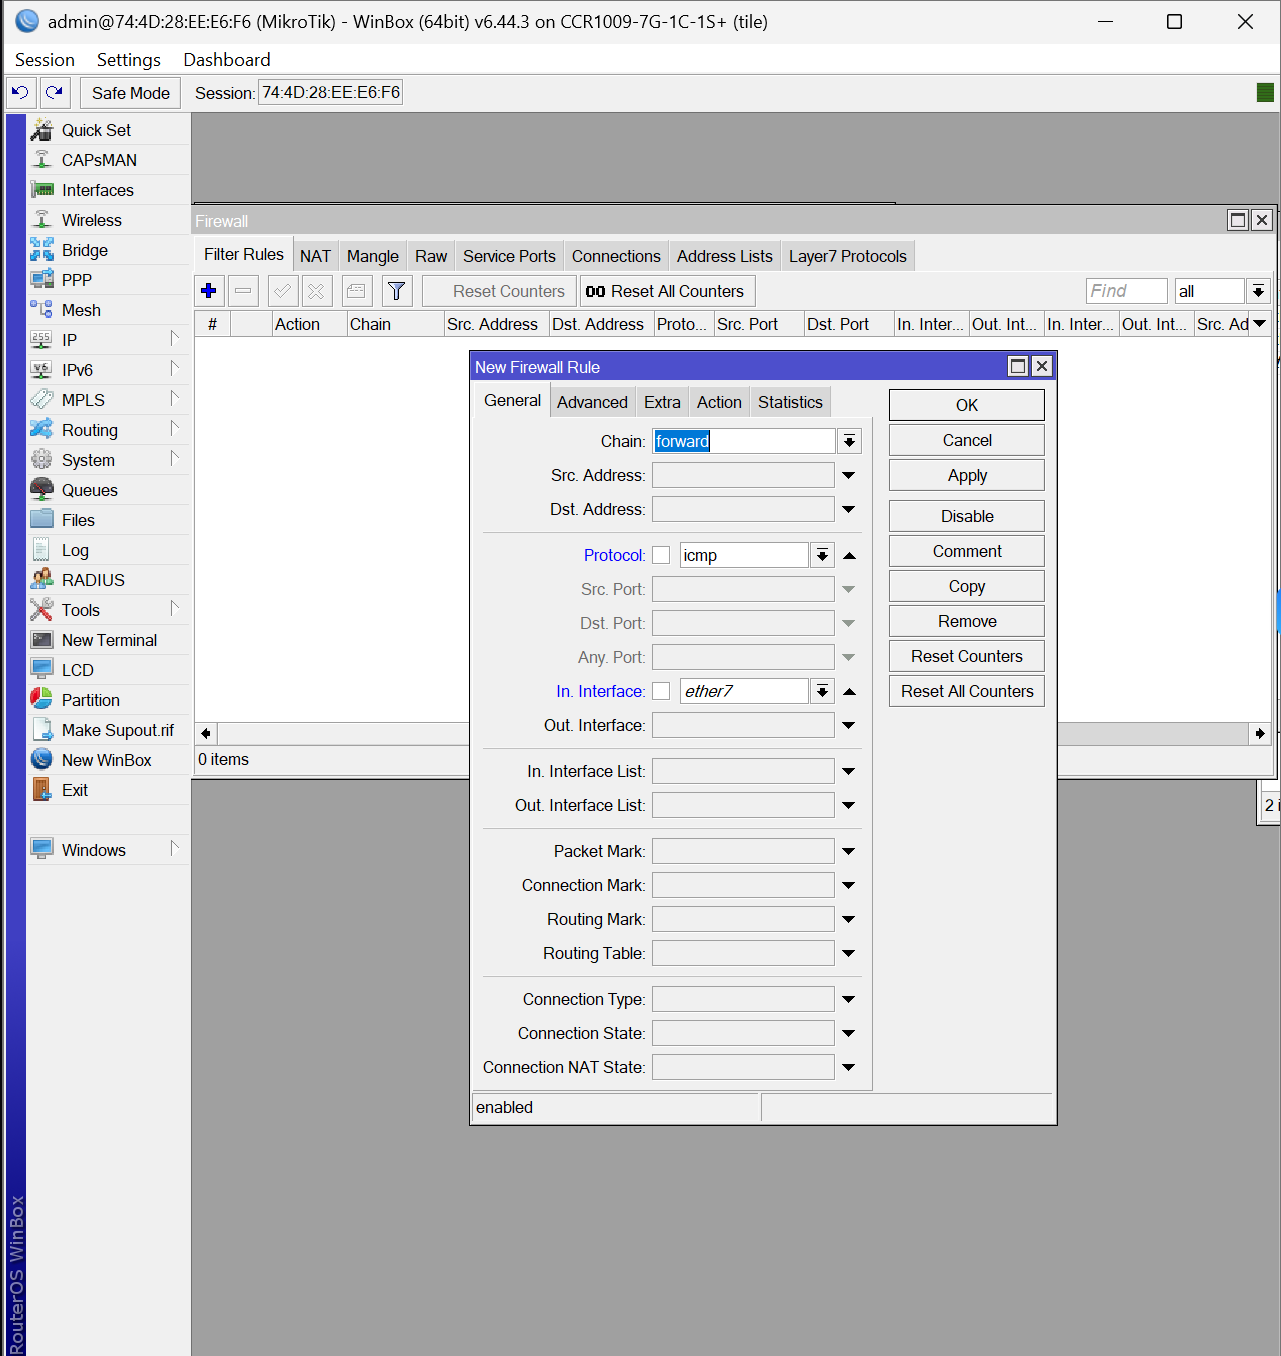 admin@74:4D:28:EE:E6:F6 (MikroTik) - WinBox (64bit) v6.44.3 on CCR1009-7G-1C-1S+ (tile)
Session Settings Dashboard
Safe Mode Session: 74:4D:28:EE:E6:F6
Quick Set
CAPsMAN
Interfaces
Wireless
Bridge
PPP
Mesh
IP
IPv6
MPLS
Routing
System
Queues
Files
Log
RADIUS
Tools
New Terminal
LCD
Partition
Make Supout.rif
New WinBox
Exit
Windows
RouterOS WinBox
Firewall
Filter Rules NAT Mangle Raw Service Ports Connections Address Lists Layer7 Protocols
Reset Counters 00 Reset All Counters Find all
# Action Chain Src. Address Dst. Address Proto... Src. Port Dst. Port In. Inter... Out. Int... In. Inter... Out. Int... Src. Ad
0 items
New Firewall Rule
General Advanced Extra Action Statistics
Chain: forward
Src. Address:
Dst. Address:
Protocol: icmp
Src. Port:
Dst. Port:
Any. Port:
In. Interface: ether7
Out. Interface:
In. Interface List:
Out. Interface List:
Packet Mark:
Connection Mark:
Routing Mark:
Routing Table:
Connection Type:
Connection State:
Connection NAT State:
enabled
OK
Cancel
Apply
Disable
Comment
Copy
Remove
Reset Counters
Reset All Counters
2 i